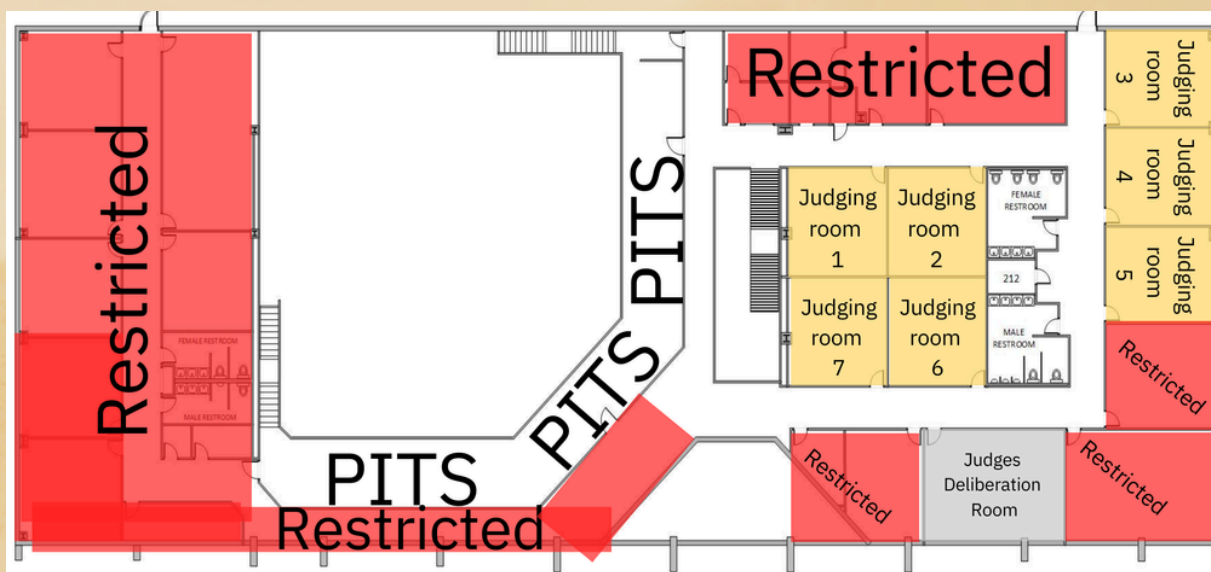 Restricted
Restricted
Judging
room
3
Judging
room
4
Judging
room
5
PITS
PITS
PITS
Judging
room
1
Judging
room
2
Judging
room
7
Judging
room
6
FEMALE
RESTROOM
212
MALE
RESTROOM
FEMALE RESTROOM
MALE RESTROOM
Restricted
Restricted
Restricted
Judges
Deliberation
Room
Restricted